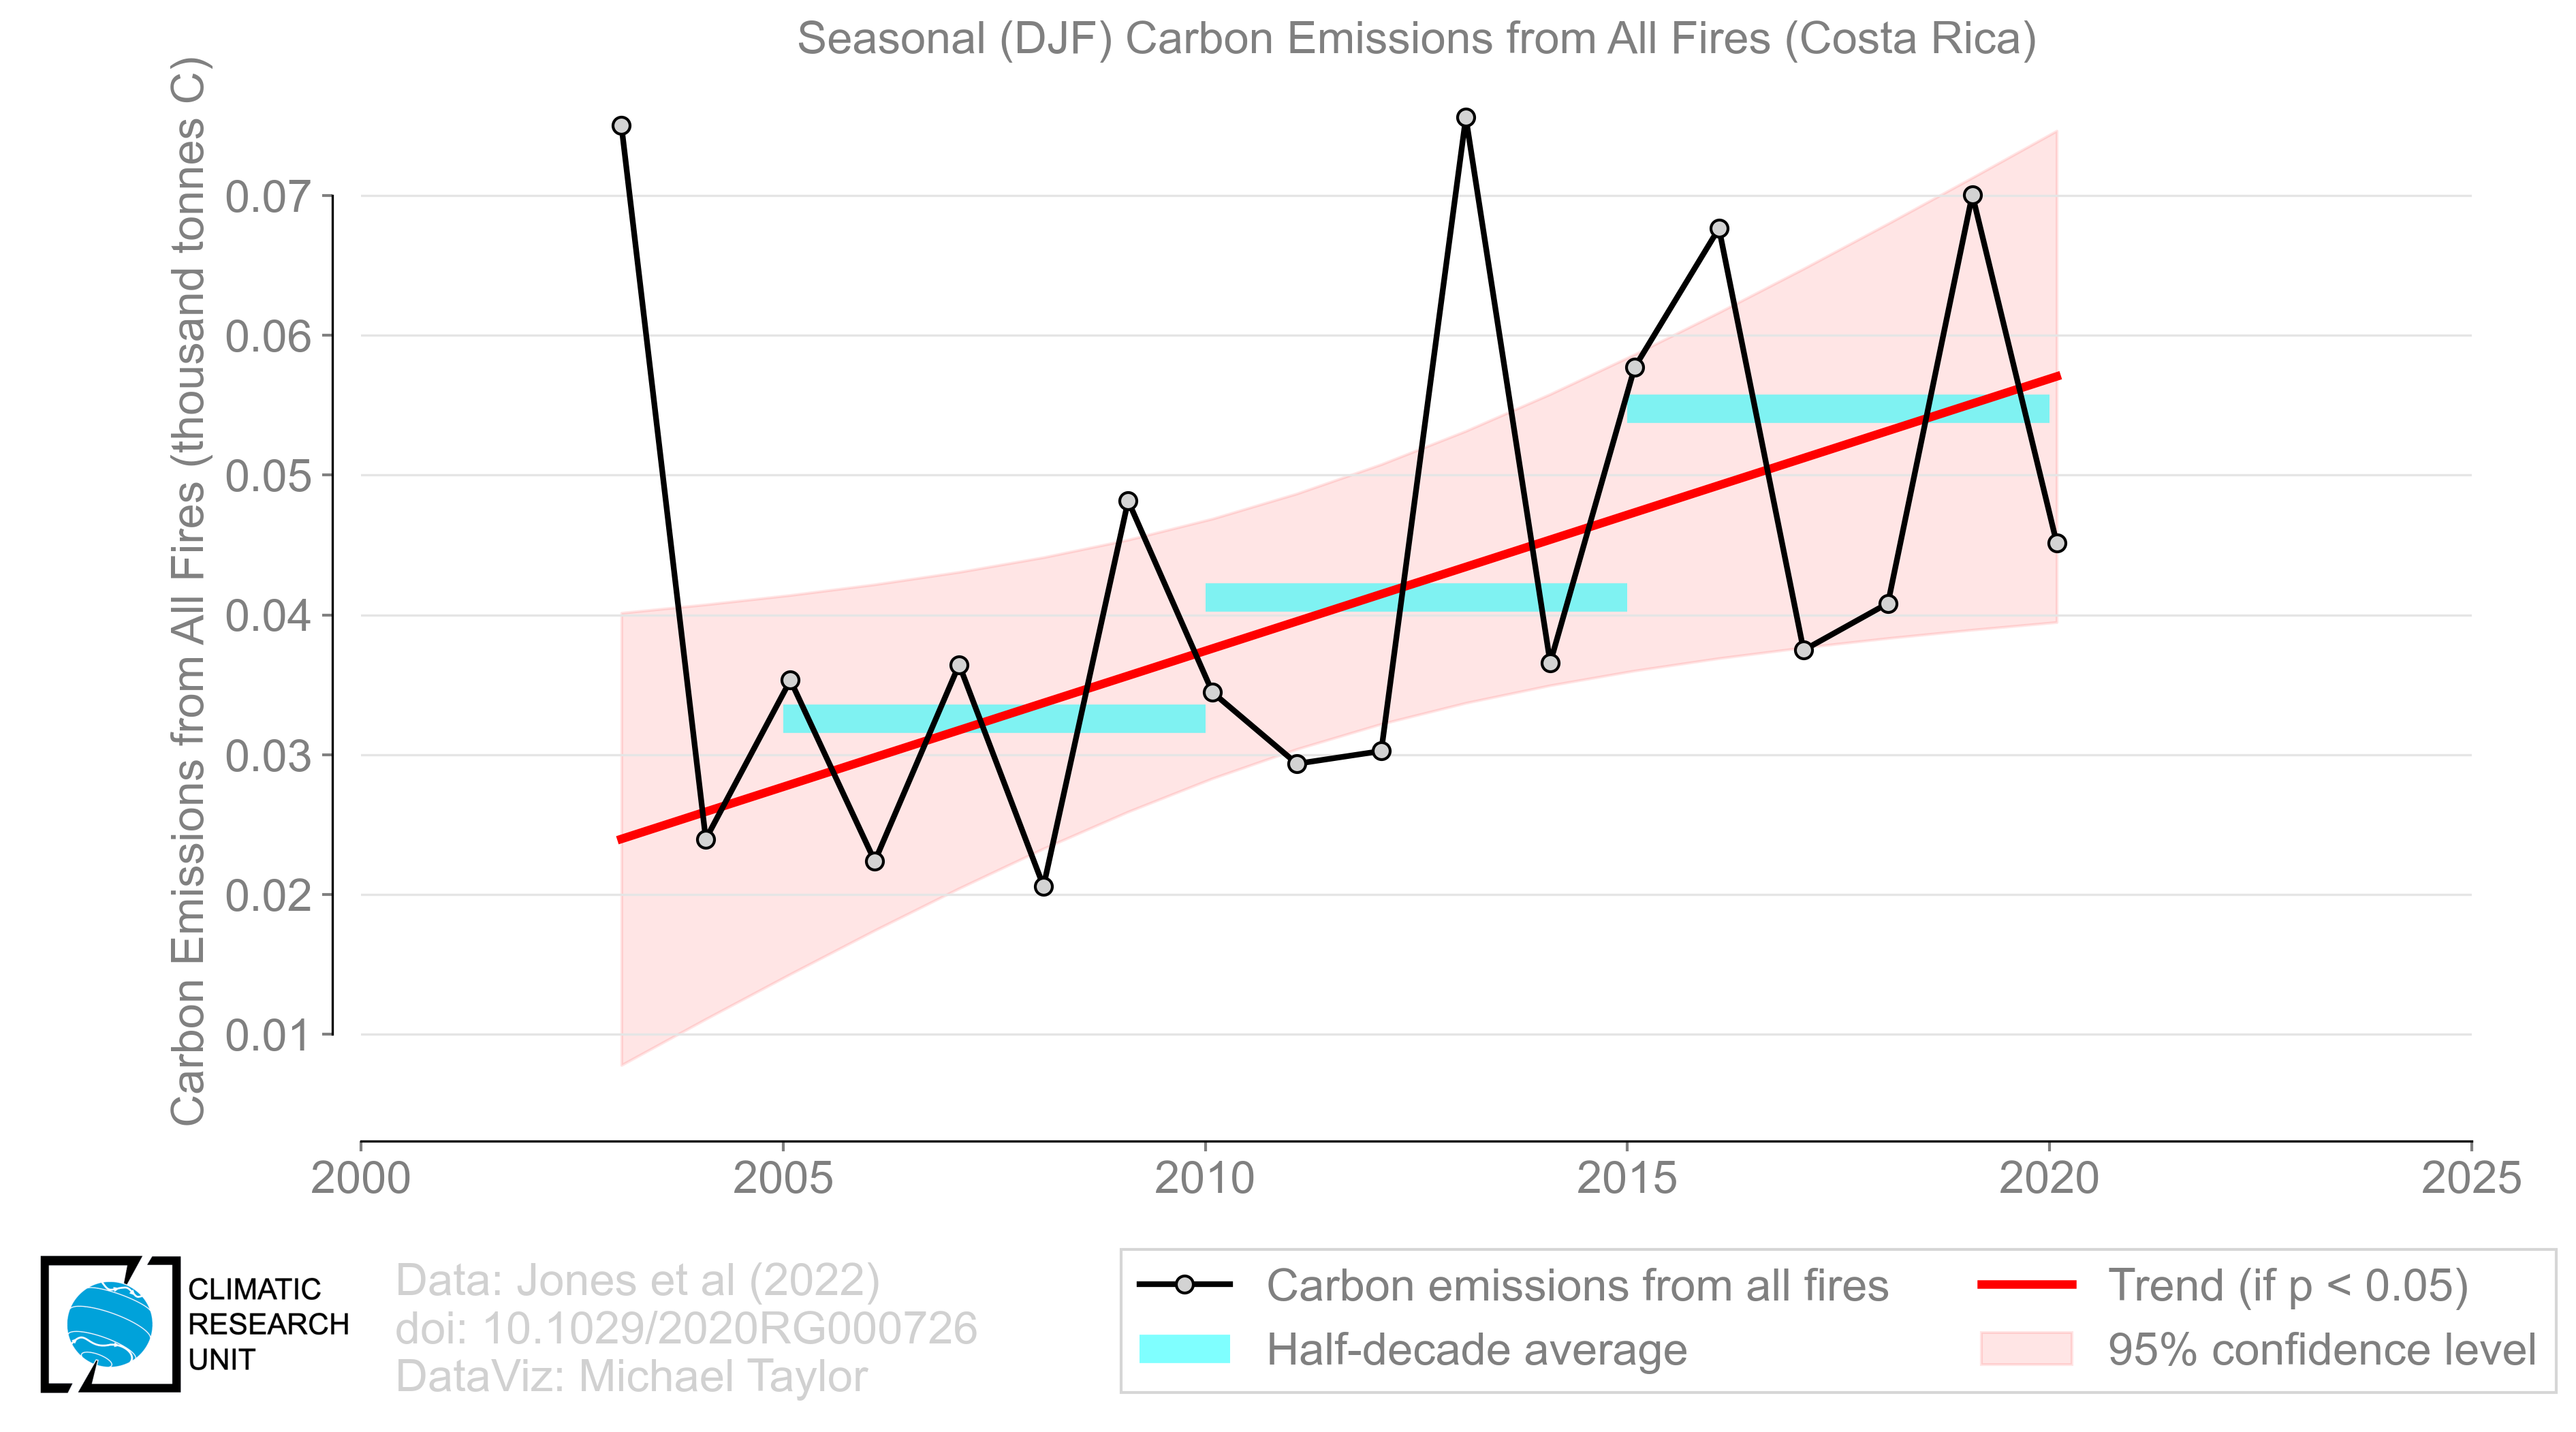 Seasonal (DJF) Carbon Emissions from All Fires (Costa Rica)
Carbon Emissions from All Fires (thousand tonnes C)
0.07
0.06
0.05
0.04
0.03
0.02
0.01
2000 2005 2010 2015 2020 2025
CLIMATIC
RESEARCH
UNIT
Data: Jones et al (2022)
doi: 10.1029/2020RG000726
DataViz: Michael Taylor
Carbon emissions from all fires
Half-decade average
Trend (if p < 0.05)
95% confidence level